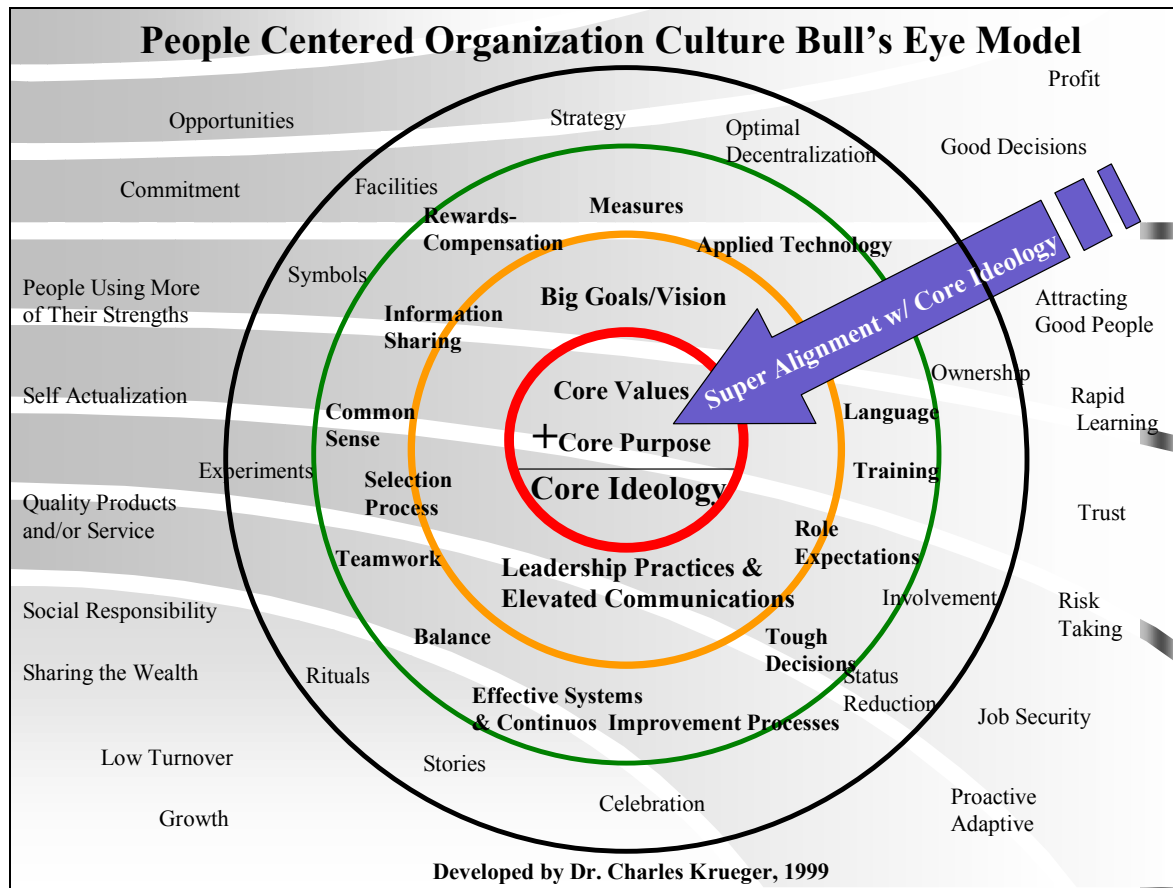 People Centered Organization Culture Bull's Eye Model
Profit
Opportunities
Strategy
Optimal
Decentralization
Good Decisions
Commitment
Facilities
Rewards-
Compensation
Measures
Applied Technology
Symbols
People Using More
of Their Strengths
Information
Sharing
Big Goals/Vision
Super Alignment w/ Core Ideology
Attracting
Good People
Self Actualization
Common
Sense
Core Values
+Core Purpose
Core Ideology
Ownership
Language
Rapid
Learning
Experiments
Selection
Process
Training
Quality Products
and/or Service
Trust
Teamwork
Role
Expectations
Leadership Practices &
Elevated Communications
Involvement
Risk
Taking
Social Responsibility
Balance
Tough
Decisions
Sharing the Wealth
Rituals
Effective Systems
& Continuos Improvement Processes
Status
Reduction
Job Security
Low Turnover
Stories
Celebration
Proactive
Adaptive
Growth
Developed by Dr. Charles Krueger, 1999